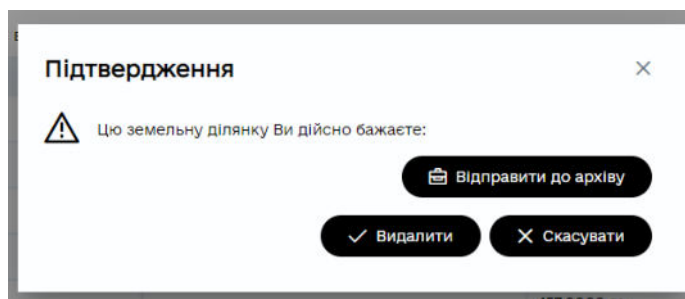 Підтвердження
Цю земельну ділянку Ви дійсно бажаєте:
Відправити до архіву
Видалити
Скасувати